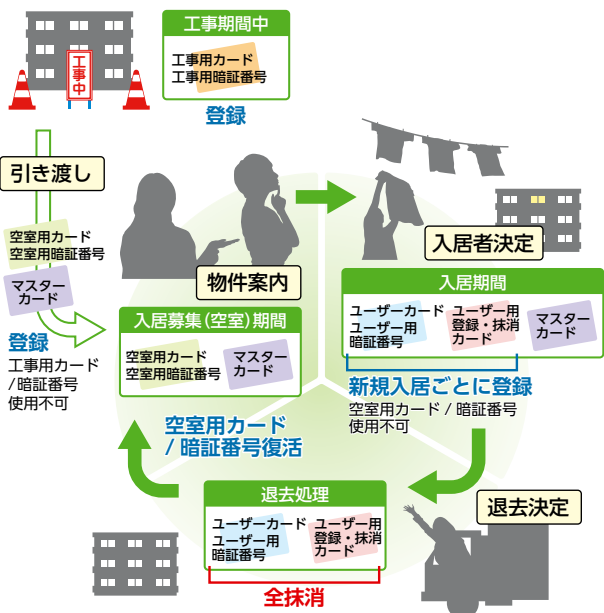 工事期間中
工事用カード
工事用暗証番号
登録
工事中
引き渡し
空室用カード
空室用暗証番号
マスター
カード
登録
工事用カード
/暗証番号
使用不可
物件案内
入居募集(空室)期間
空室用カード
空室用暗証番号
マスター
カード
入居者決定
入居期間
ユーザーカード
ユーザー用
暗証番号
ユーザー用
登録・抹消
カード
マスター
カード
新規入居ごとに登録
空室用カード / 暗証番号
使用不可
空室用カード
/ 暗証番号復活
退去決定
退去処理
ユーザーカード
ユーザー用
暗証番号
ユーザー用
登録・抹消
カード
全抹消